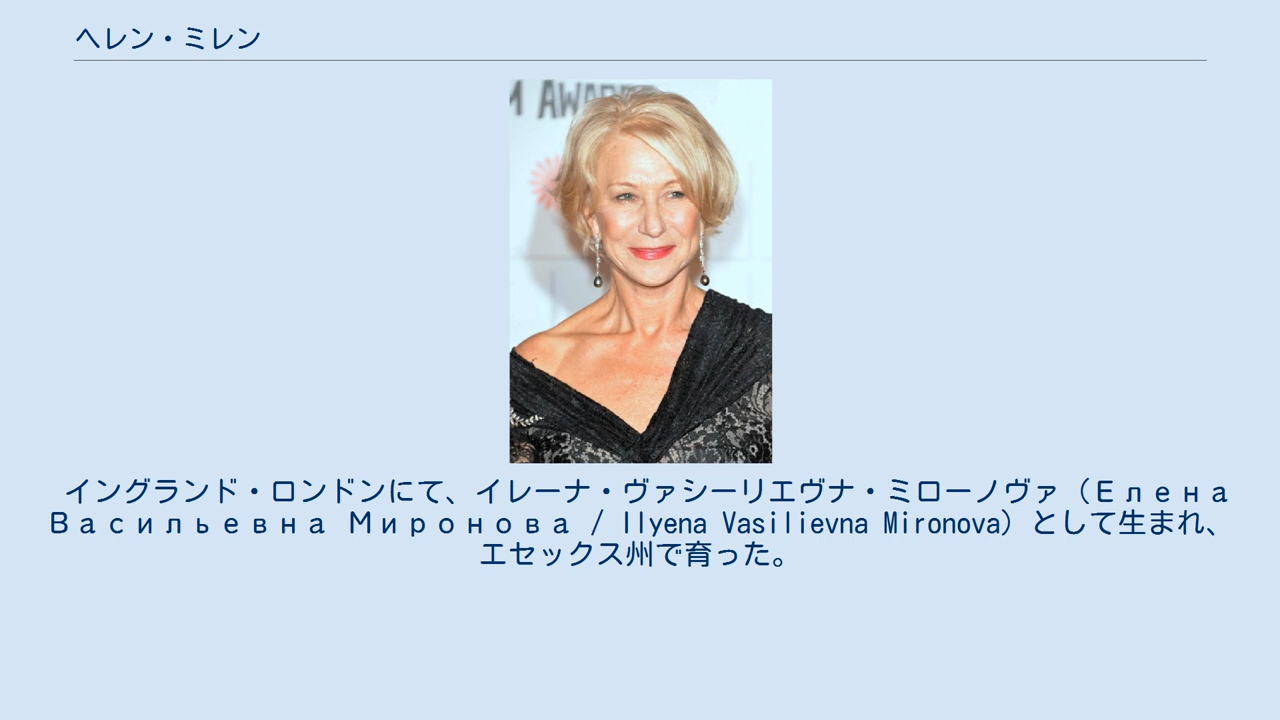 ヘレン・ミレン
M AWARDS
イングランド・ロンドンにて、イレーナ・ヴァシーリエヴナ・ミローノヴァ（Елена
Васильевна Миронова / Ilyena Vasilievna Mironova）として生まれ、
エセックス州で育った。